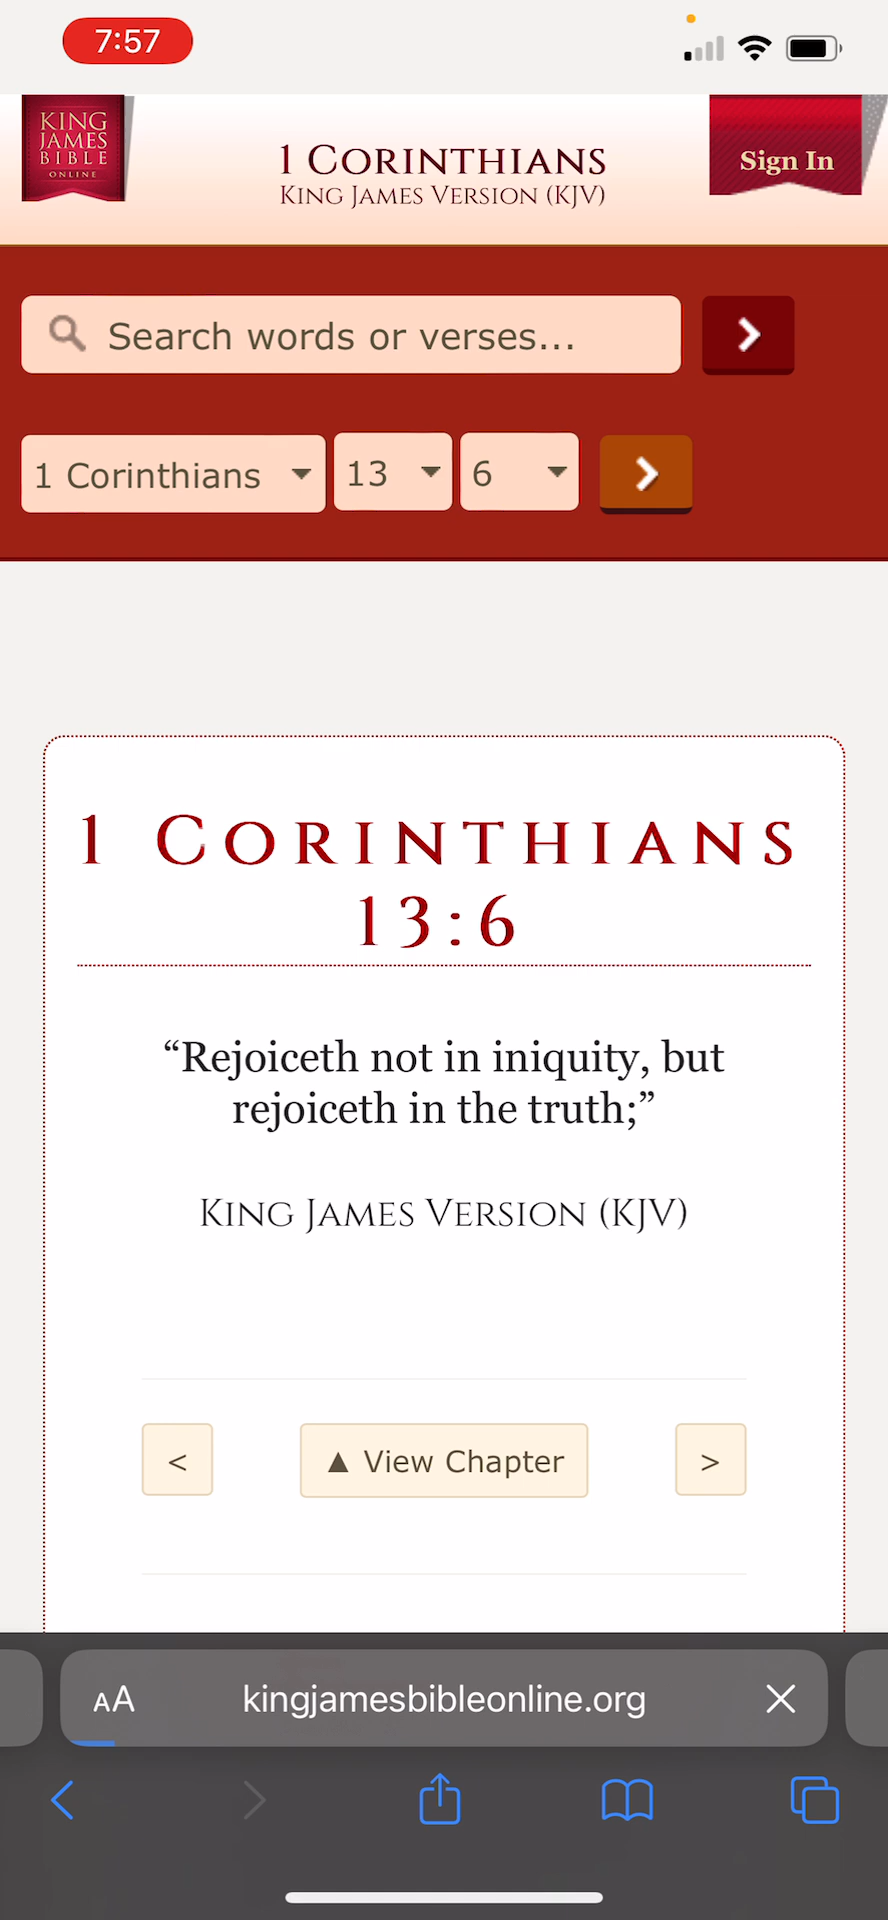 7:57
KING
JAMES
BIBLE
ONLINE
1 CORINTHIANS
KING JAMES VERSION (KJV)
Sign In
Search words or verses...
1 Corinthians 13 6
1 CORINTHIANS
13:6
“Rejoiceth not in iniquity, but
rejoiceth in the truth;”
KING JAMES VERSION (KJV)
< ▲ View Chapter >
AA kingjamesbibleonline.org